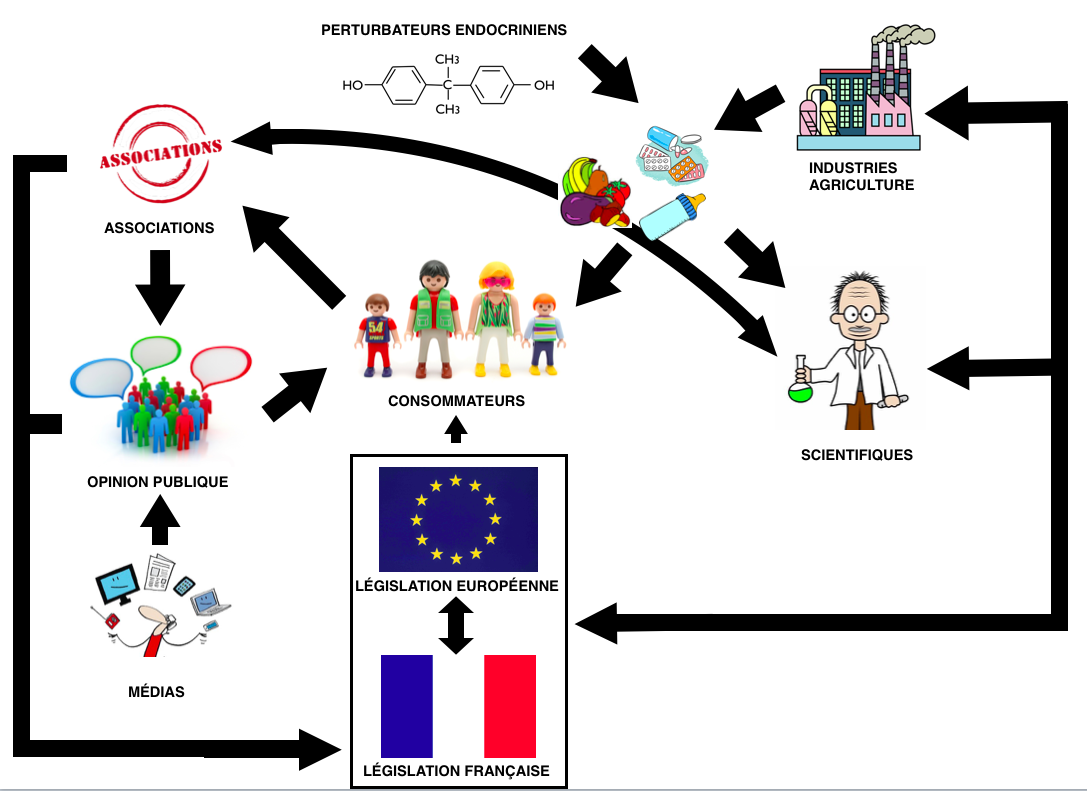 PERTURBATEURS ENDOCRINIENS
CH3
HO
C
OH
CH3
INDUSTRIES
AGRICULTURE
ASSOCIATIONS
ASSOCIATIONS
54
SPORTS
CONSOMMATEURS
SCIENTIFIQUES
OPINION PUBLIQUE
LÉGISLATION EUROPÉENNE
MÉDIAS
LÉGISLATION FRANÇAISE